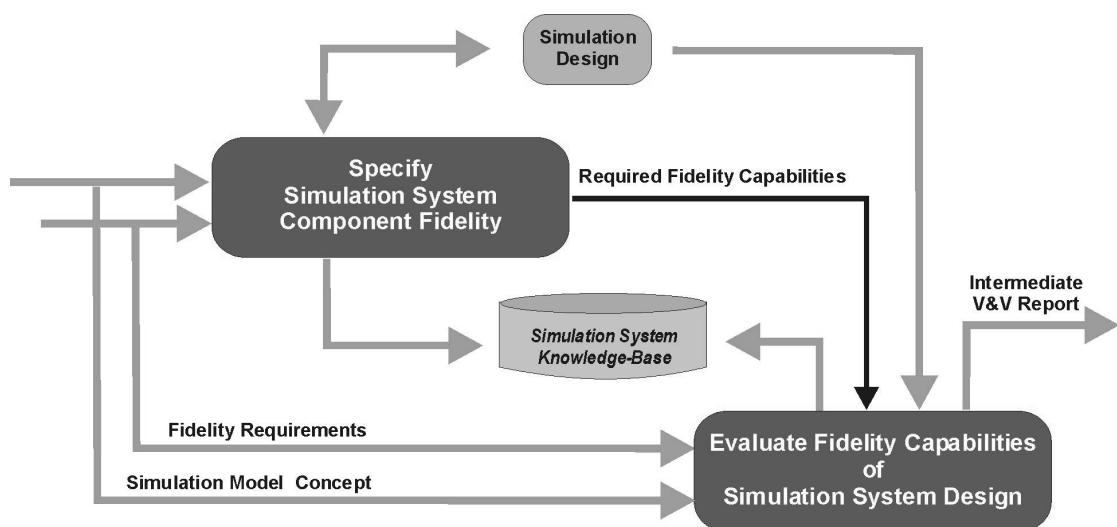 Simulation
Design
Specify
Simulation System
Component Fidelity
Required Fidelity Capabilities
Intermediate
V&V Report
Simulation System
Knowledge-Base
Fidelity Requirements
Evaluate Fidelity Capabilities
of
Simulation System Design
Simulation Model Concept